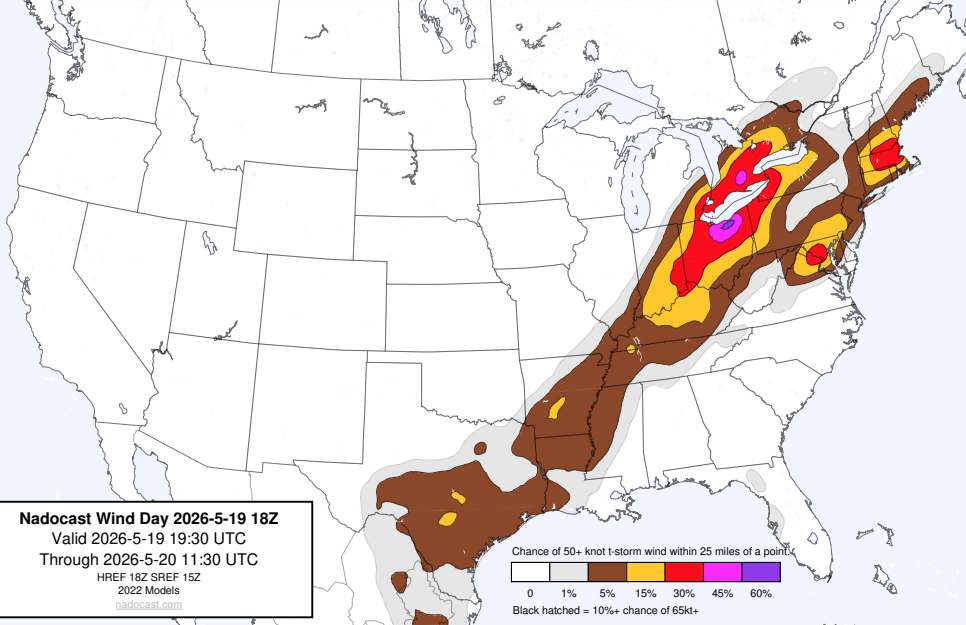 Nadocast Wind Day 2026-5-19 18Z
Valid 2026-5-19 19:30 UTC
Through 2026-5-20 11:30 UTC
HREF 18Z SREF 15Z
2022 Models
nadocast.com
Chance of 50+ knot t-storm wind within 25 miles of a point.
0 1% 5% 15% 30% 45% 60%
Black hatched = 10%+ chance of 65kt+